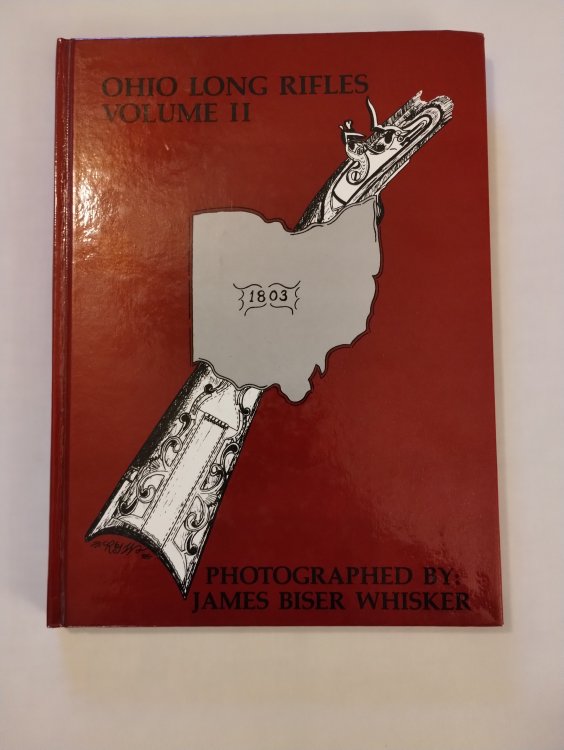 OHIO LONG RIFLES
VOLUME II
1803
PHOTOGRAPHED BY:
JAMES BISER WHISKER